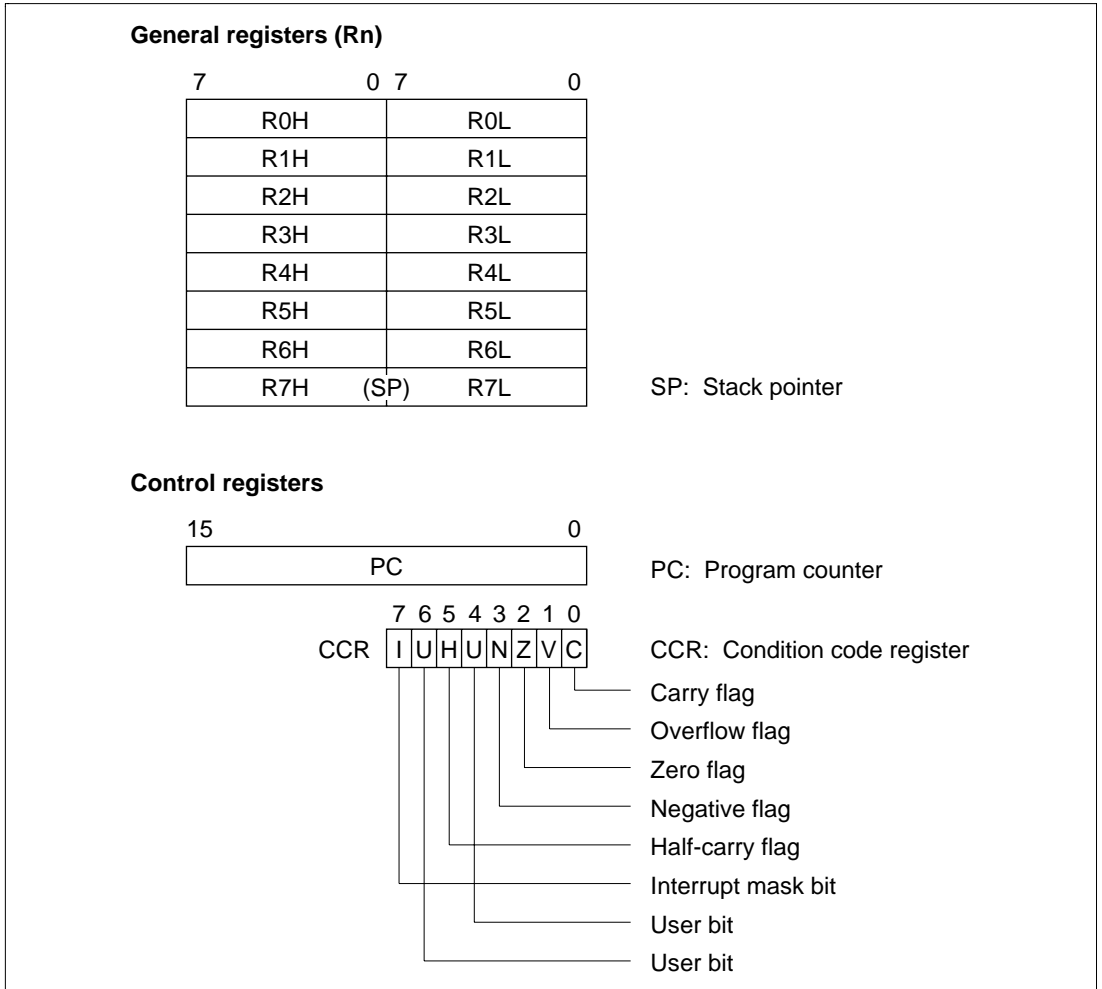 General registers (Rn)
7 0 7 0
R0H R0L
R1H R1L
R2H R2L
R3H R3L
R4H R4L
R5H R5L
R6H R6L
R7H (SP) R7L SP: Stack pointer
Control registers
15 0
PC PC: Program counter
7 6 5 4 3 2 1 0
CCR I U H U N Z V C CCR: Condition code register
Carry flag
Overflow flag
Zero flag
Negative flag
Half-carry flag
Interrupt mask bit
User bit
User bit